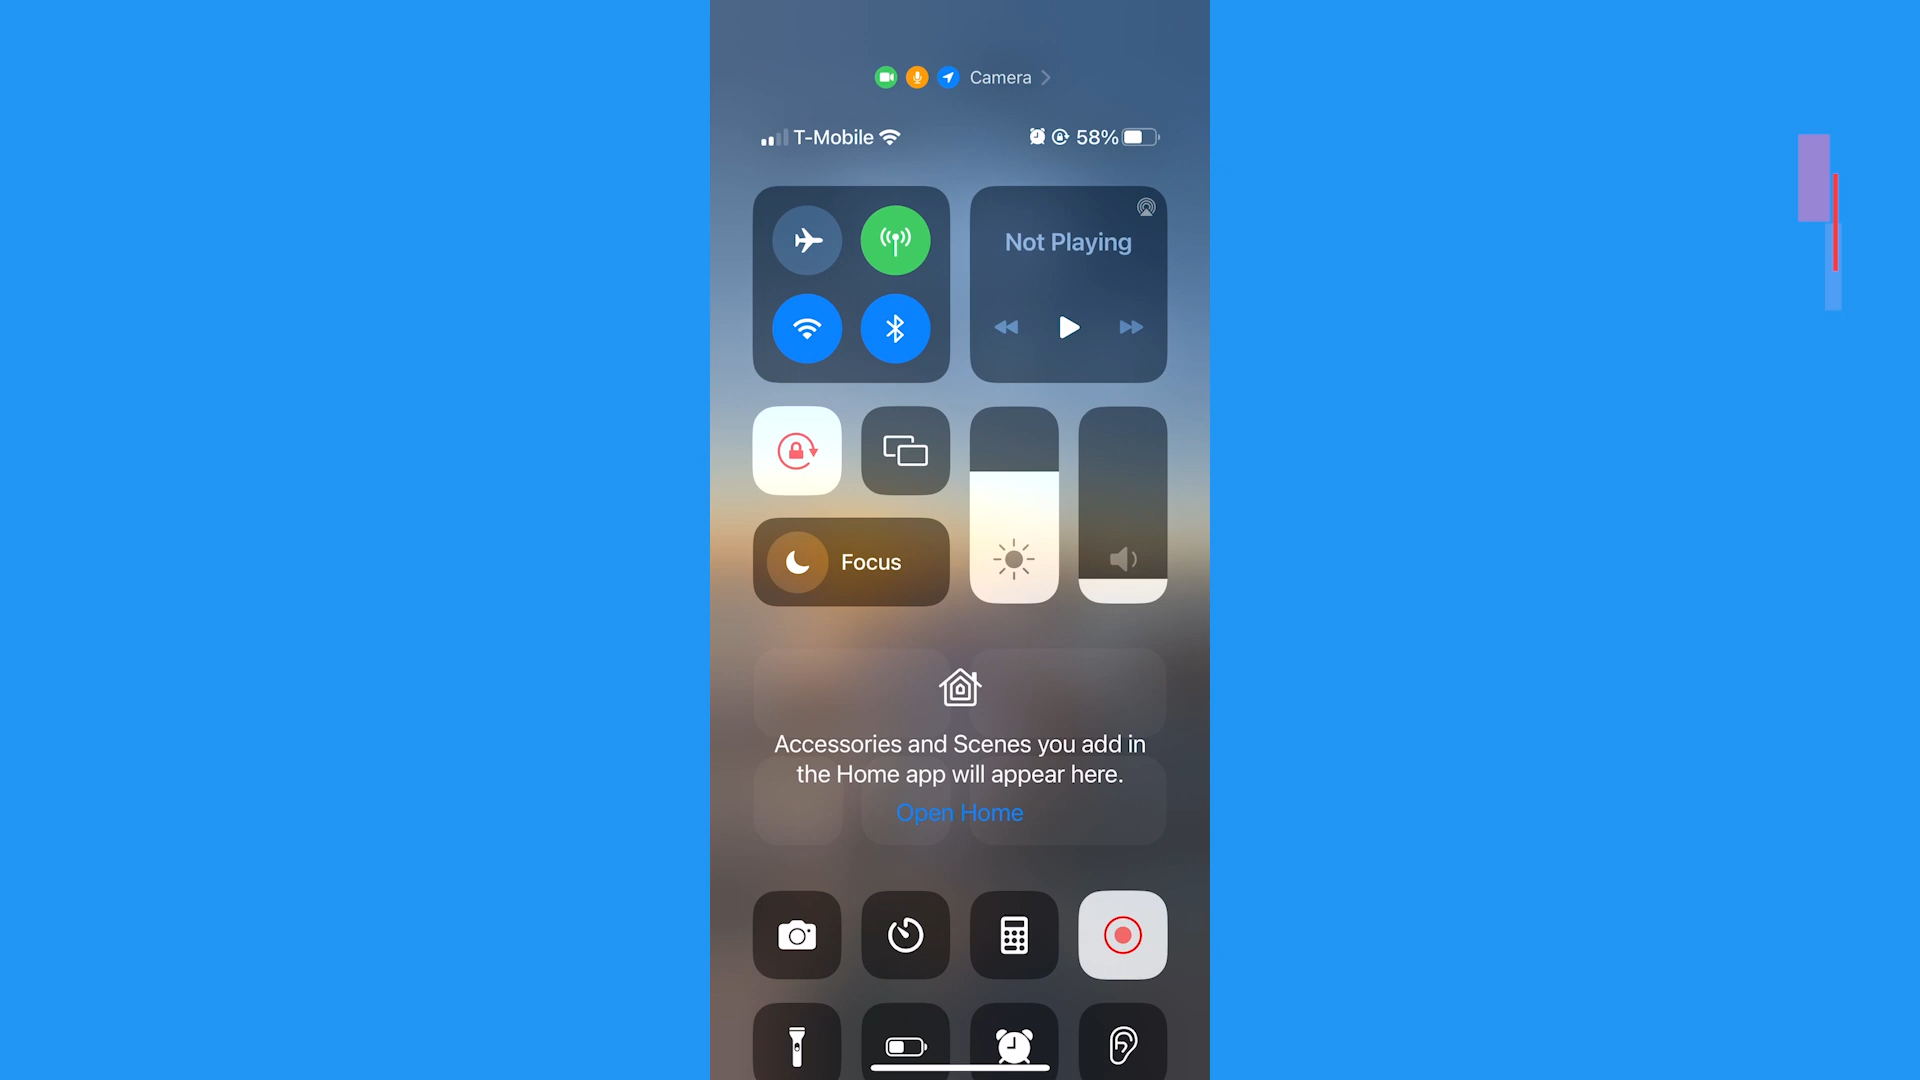 Camera
T-Mobile
58%
Not Playing
Focus
Accessories and Scenes you add in
the Home app will appear here.
Open Home